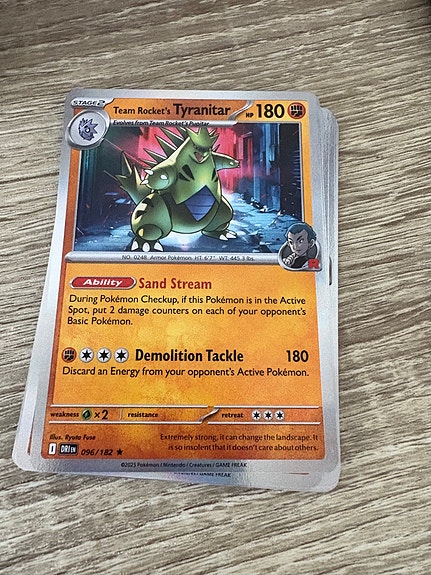 STAGE 2
Team Rocket's Tyranitar HP 180
Evolves from Team Rocket's Pupitar
NO. 0248 Armor Pokémon HT: 6'7" WT: 445.3 lbs.
R
Ability Sand Stream
During Pokémon Checkup, if this Pokémon is in the Active
Spot, put 2 damage counters on each of your opponent's
Basic Pokémon.
Demolition Tackle 180
Discard an Energy from your opponent's Active Pokémon.
weakness ×2 resistance retreat
Illus. Ryota Fuse
D DRI EN 096/182 ★
Extremely strong, it can change the landscape. It
is so insolent that it doesn't care about others.
©2025 Pokémon / Nintendo / Creatures / GAME FREAK
GAME FREAK